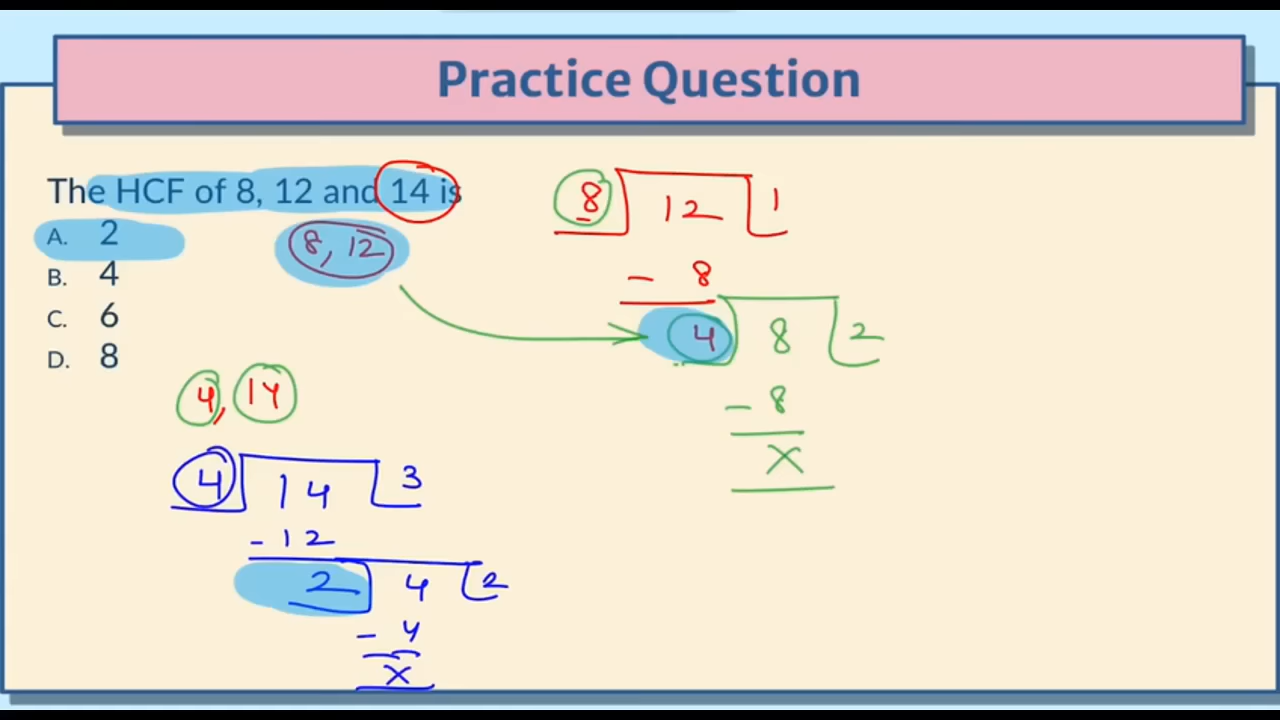 Practice Question
The HCF of 8, 12 and 14 is
A. 2
B. 4
C. 6
D. 8
8, 12
8 12 1
- 8
4 8 2
- 8
x
4, 14
4 14 3
- 12
2 4 2
- 4
x